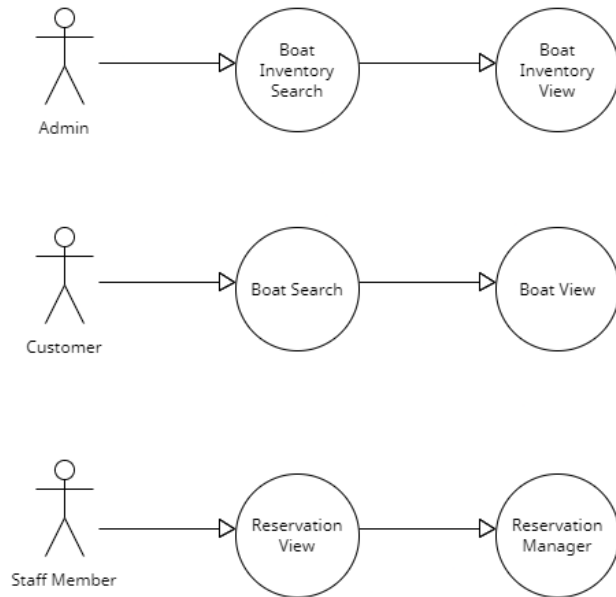 Boat
Inventory
Search
Boat
Inventory
View
Admin
Boat Search
Boat View
Customer
Reservation
View
Reservation
Manager
Staff Member